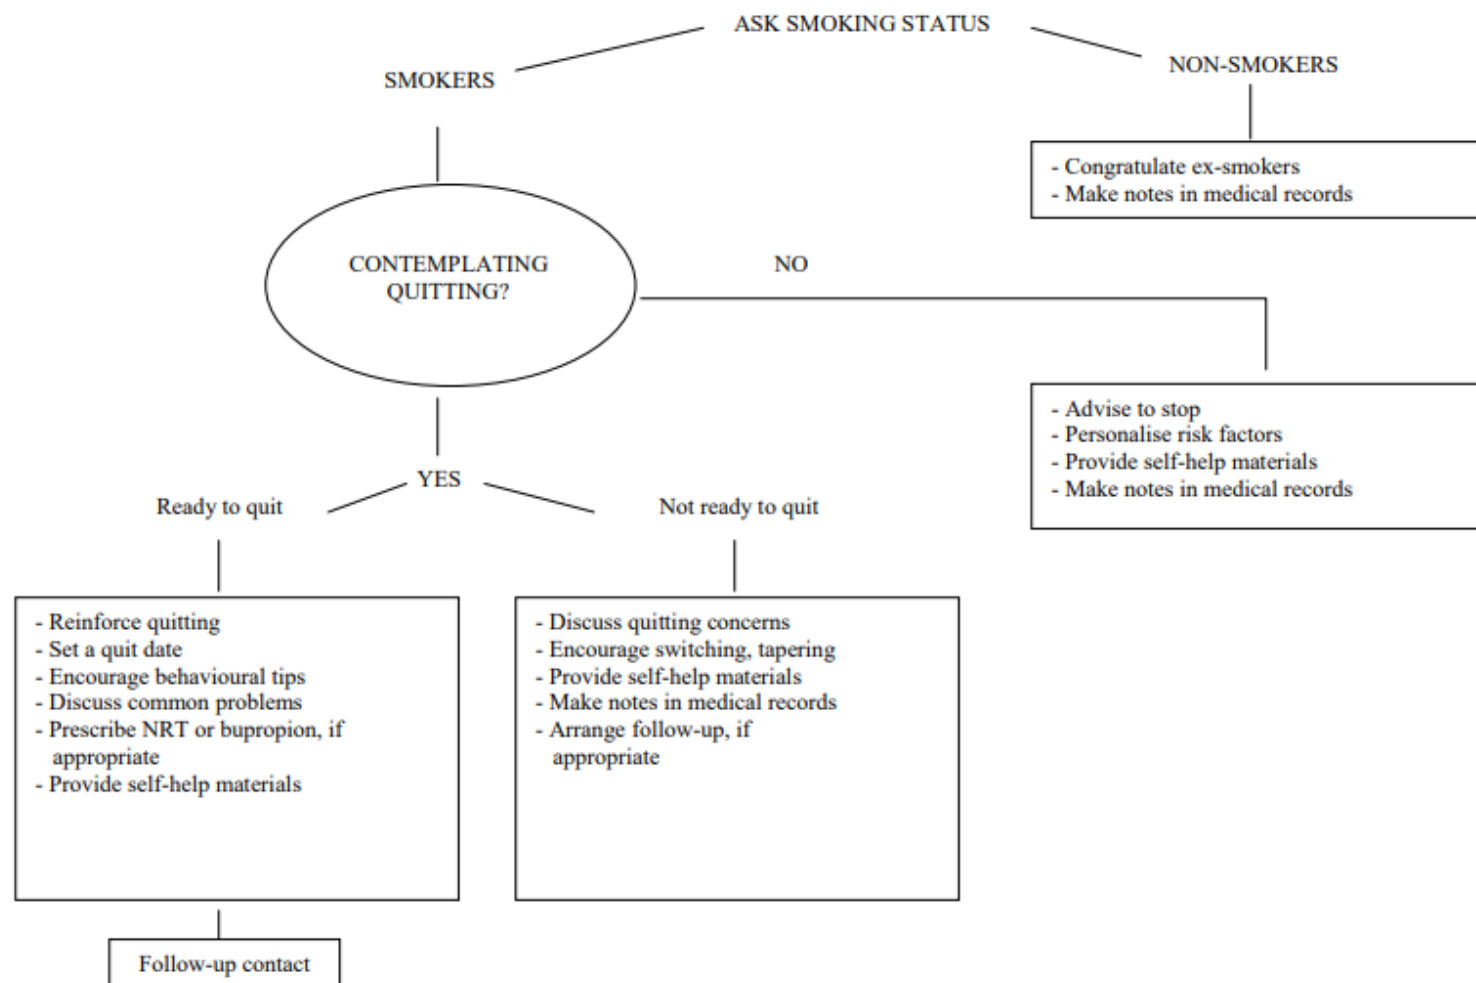 ASK SMOKING STATUS
SMOKERS
NON-SMOKERS
- Congratulate ex-smokers
- Make notes in medical records
CONTEMPLATING
QUITTING?
NO
- Advise to stop
- Personalise risk factors
- Provide self-help materials
- Make notes in medical records
YES
Ready to quit
Not ready to quit
- Reinforce quitting
- Set a quit date
- Encourage behavioural tips
- Discuss common problems
- Prescribe NRT or bupropion, if
appropriate
- Provide self-help materials
- Discuss quitting concerns
- Encourage switching, tapering
- Provide self-help materials
- Make notes in medical records
- Arrange follow-up, if
appropriate
Follow-up contact